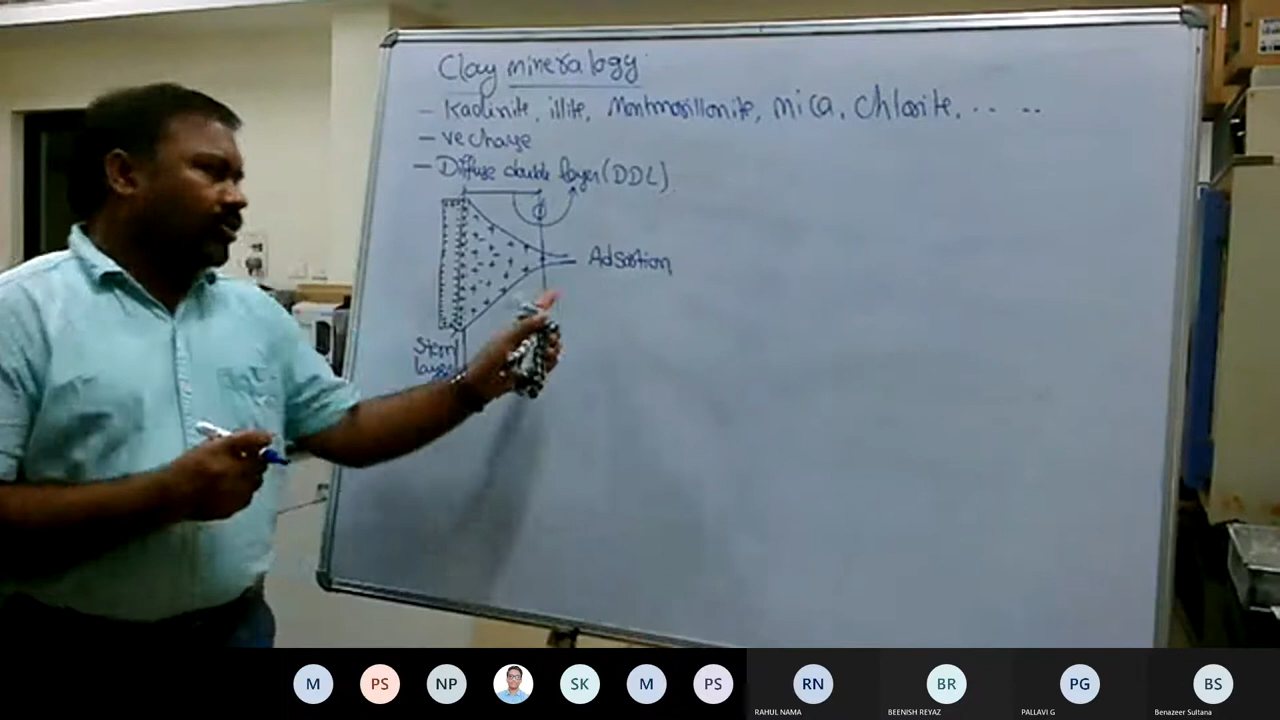 Clay mineralogy
- Kaolinite, illite, Montmorillonite, mica, Chlorite, .. ..
- ve charge
- Diffuse double layer (DDL)
Adsortion
Stern
layer
M PS NP SK M PS RN BR PG BS
RAHUL NAMA BEENISH REYAZ PALLAVI G Benazeer Sultana